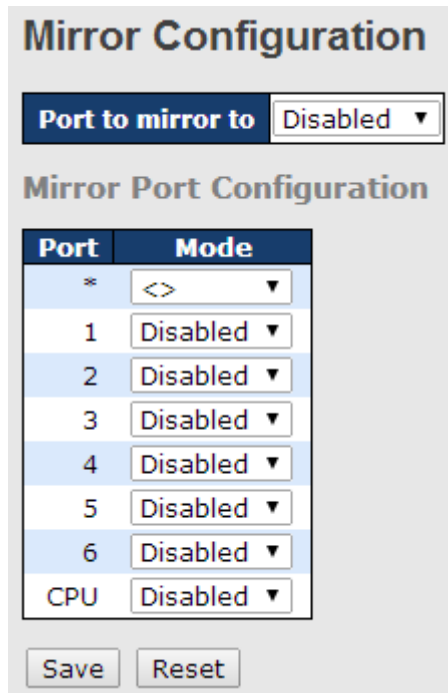 Mirror Configuration
Port to mirror to Disabled
Mirror Port Configuration
Port Mode
* <>
1 Disabled
2 Disabled
3 Disabled
4 Disabled
5 Disabled
6 Disabled
CPU Disabled
Save Reset